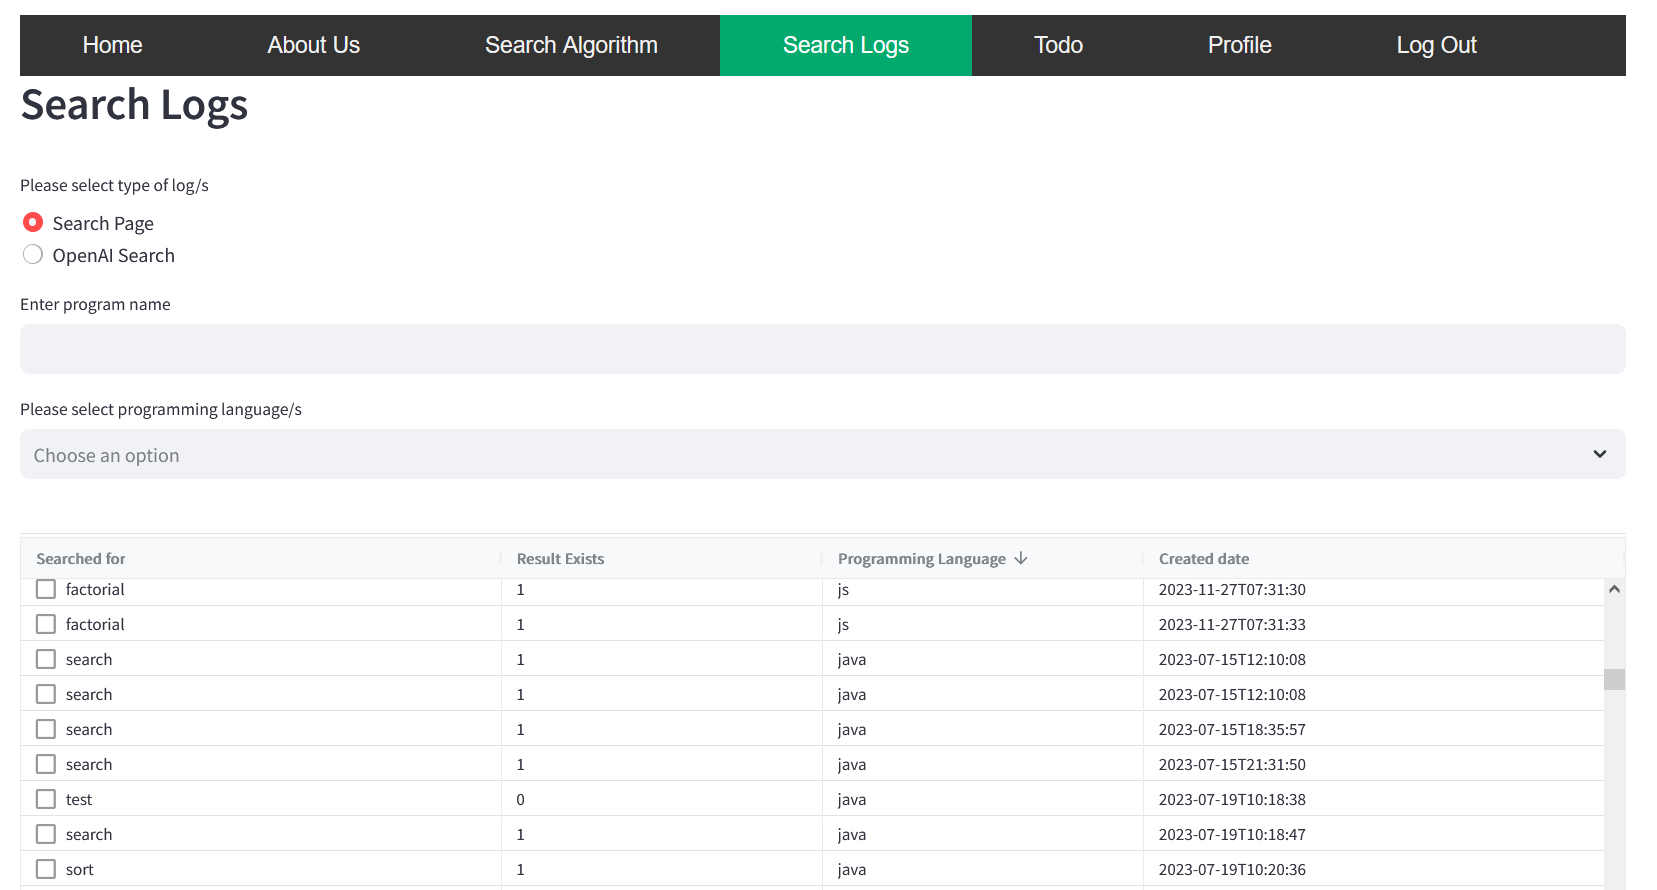 Home About Us Search Algorithm Search Logs Todo Profile Log Out
Search Logs
Please select type of log/s
Search Page
OpenAI Search
Enter program name
Please select programming language/s
Choose an option
Searched for Result Exists Programming Language Created date
factorial 1 js 2023-11-27T07:31:30
factorial 1 js 2023-11-27T07:31:33
search 1 java 2023-07-15T12:10:08
search 1 java 2023-07-15T12:10:08
search 1 java 2023-07-15T18:35:57
search 1 java 2023-07-15T21:31:50
test 0 java 2023-07-19T10:18:38
search 1 java 2023-07-19T10:18:47
sort 1 java 2023-07-19T10:20:36